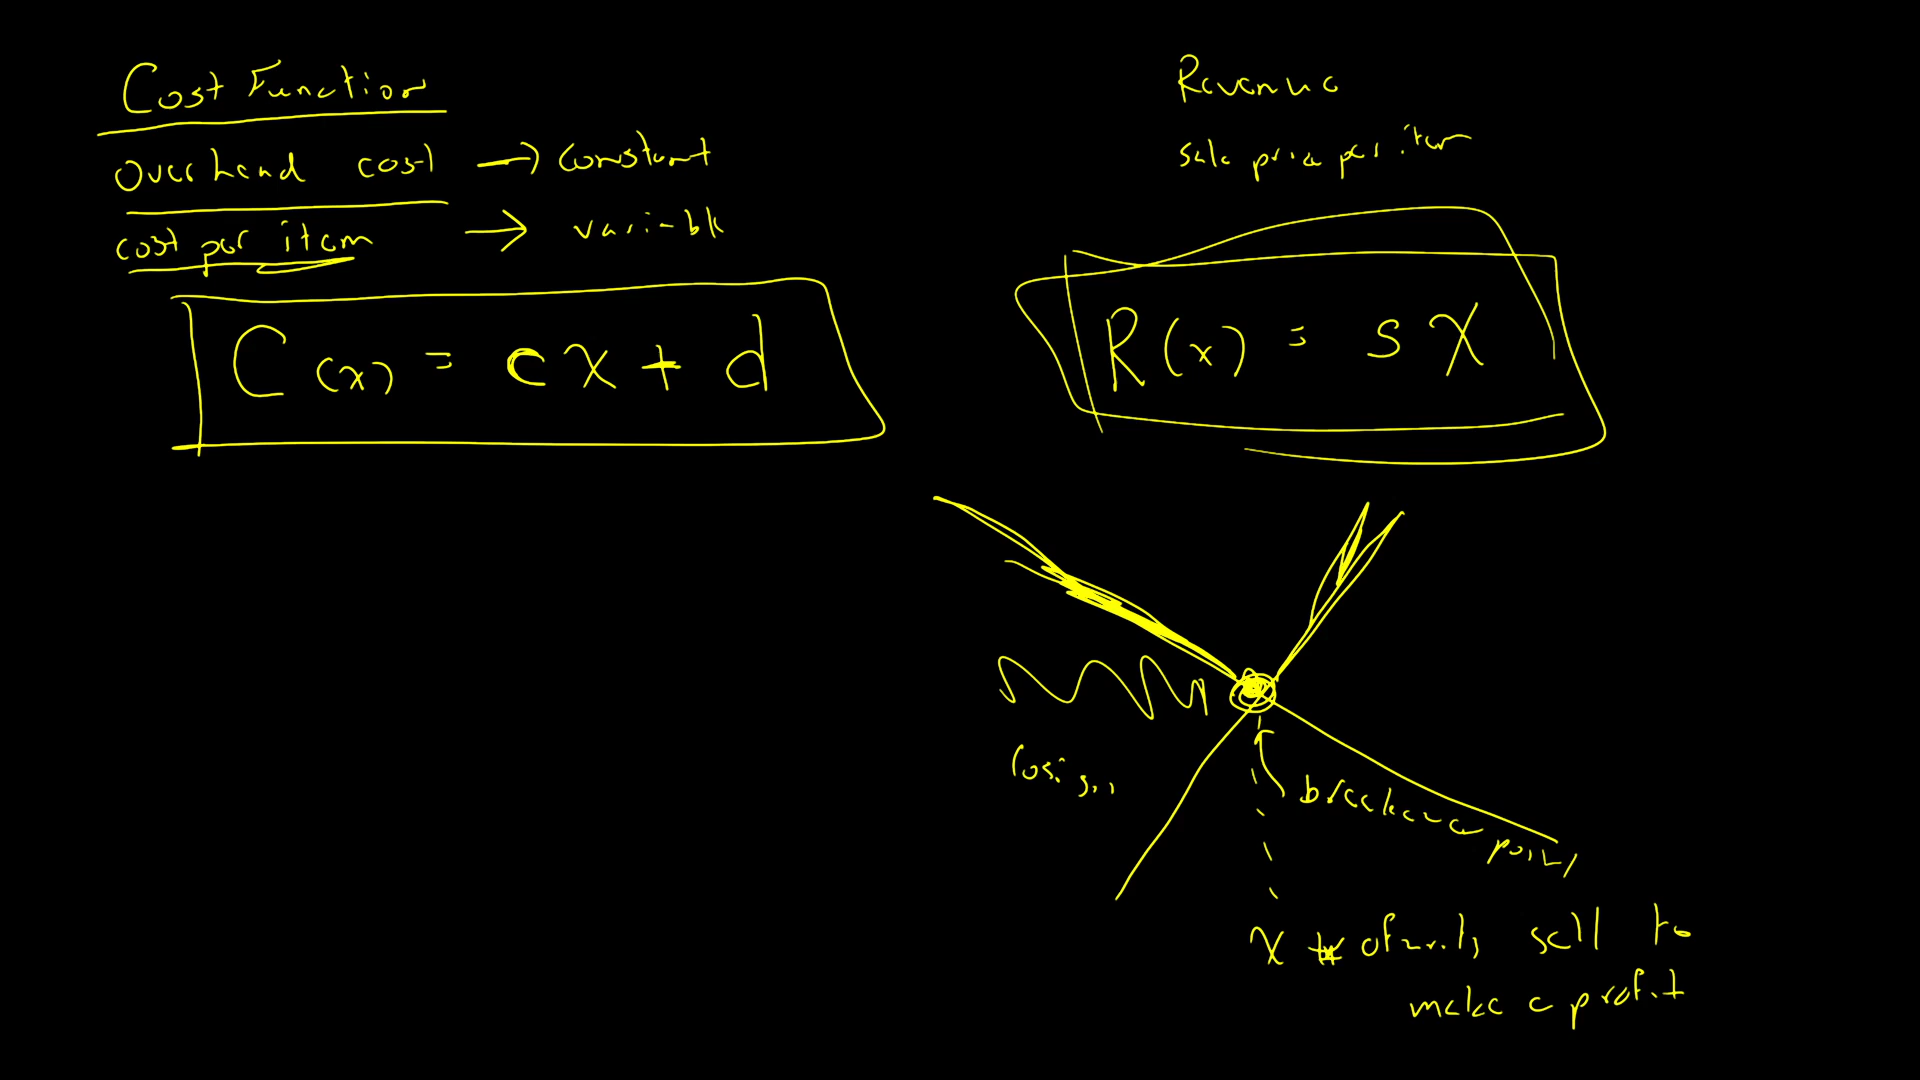 Cost Function
Overhead cost → constant
cost per item → variable
C(x) = cx + d
Revenue
sale price per item
R(x) = sX
losing
breakeven
point
x # of units sell to
make a profit